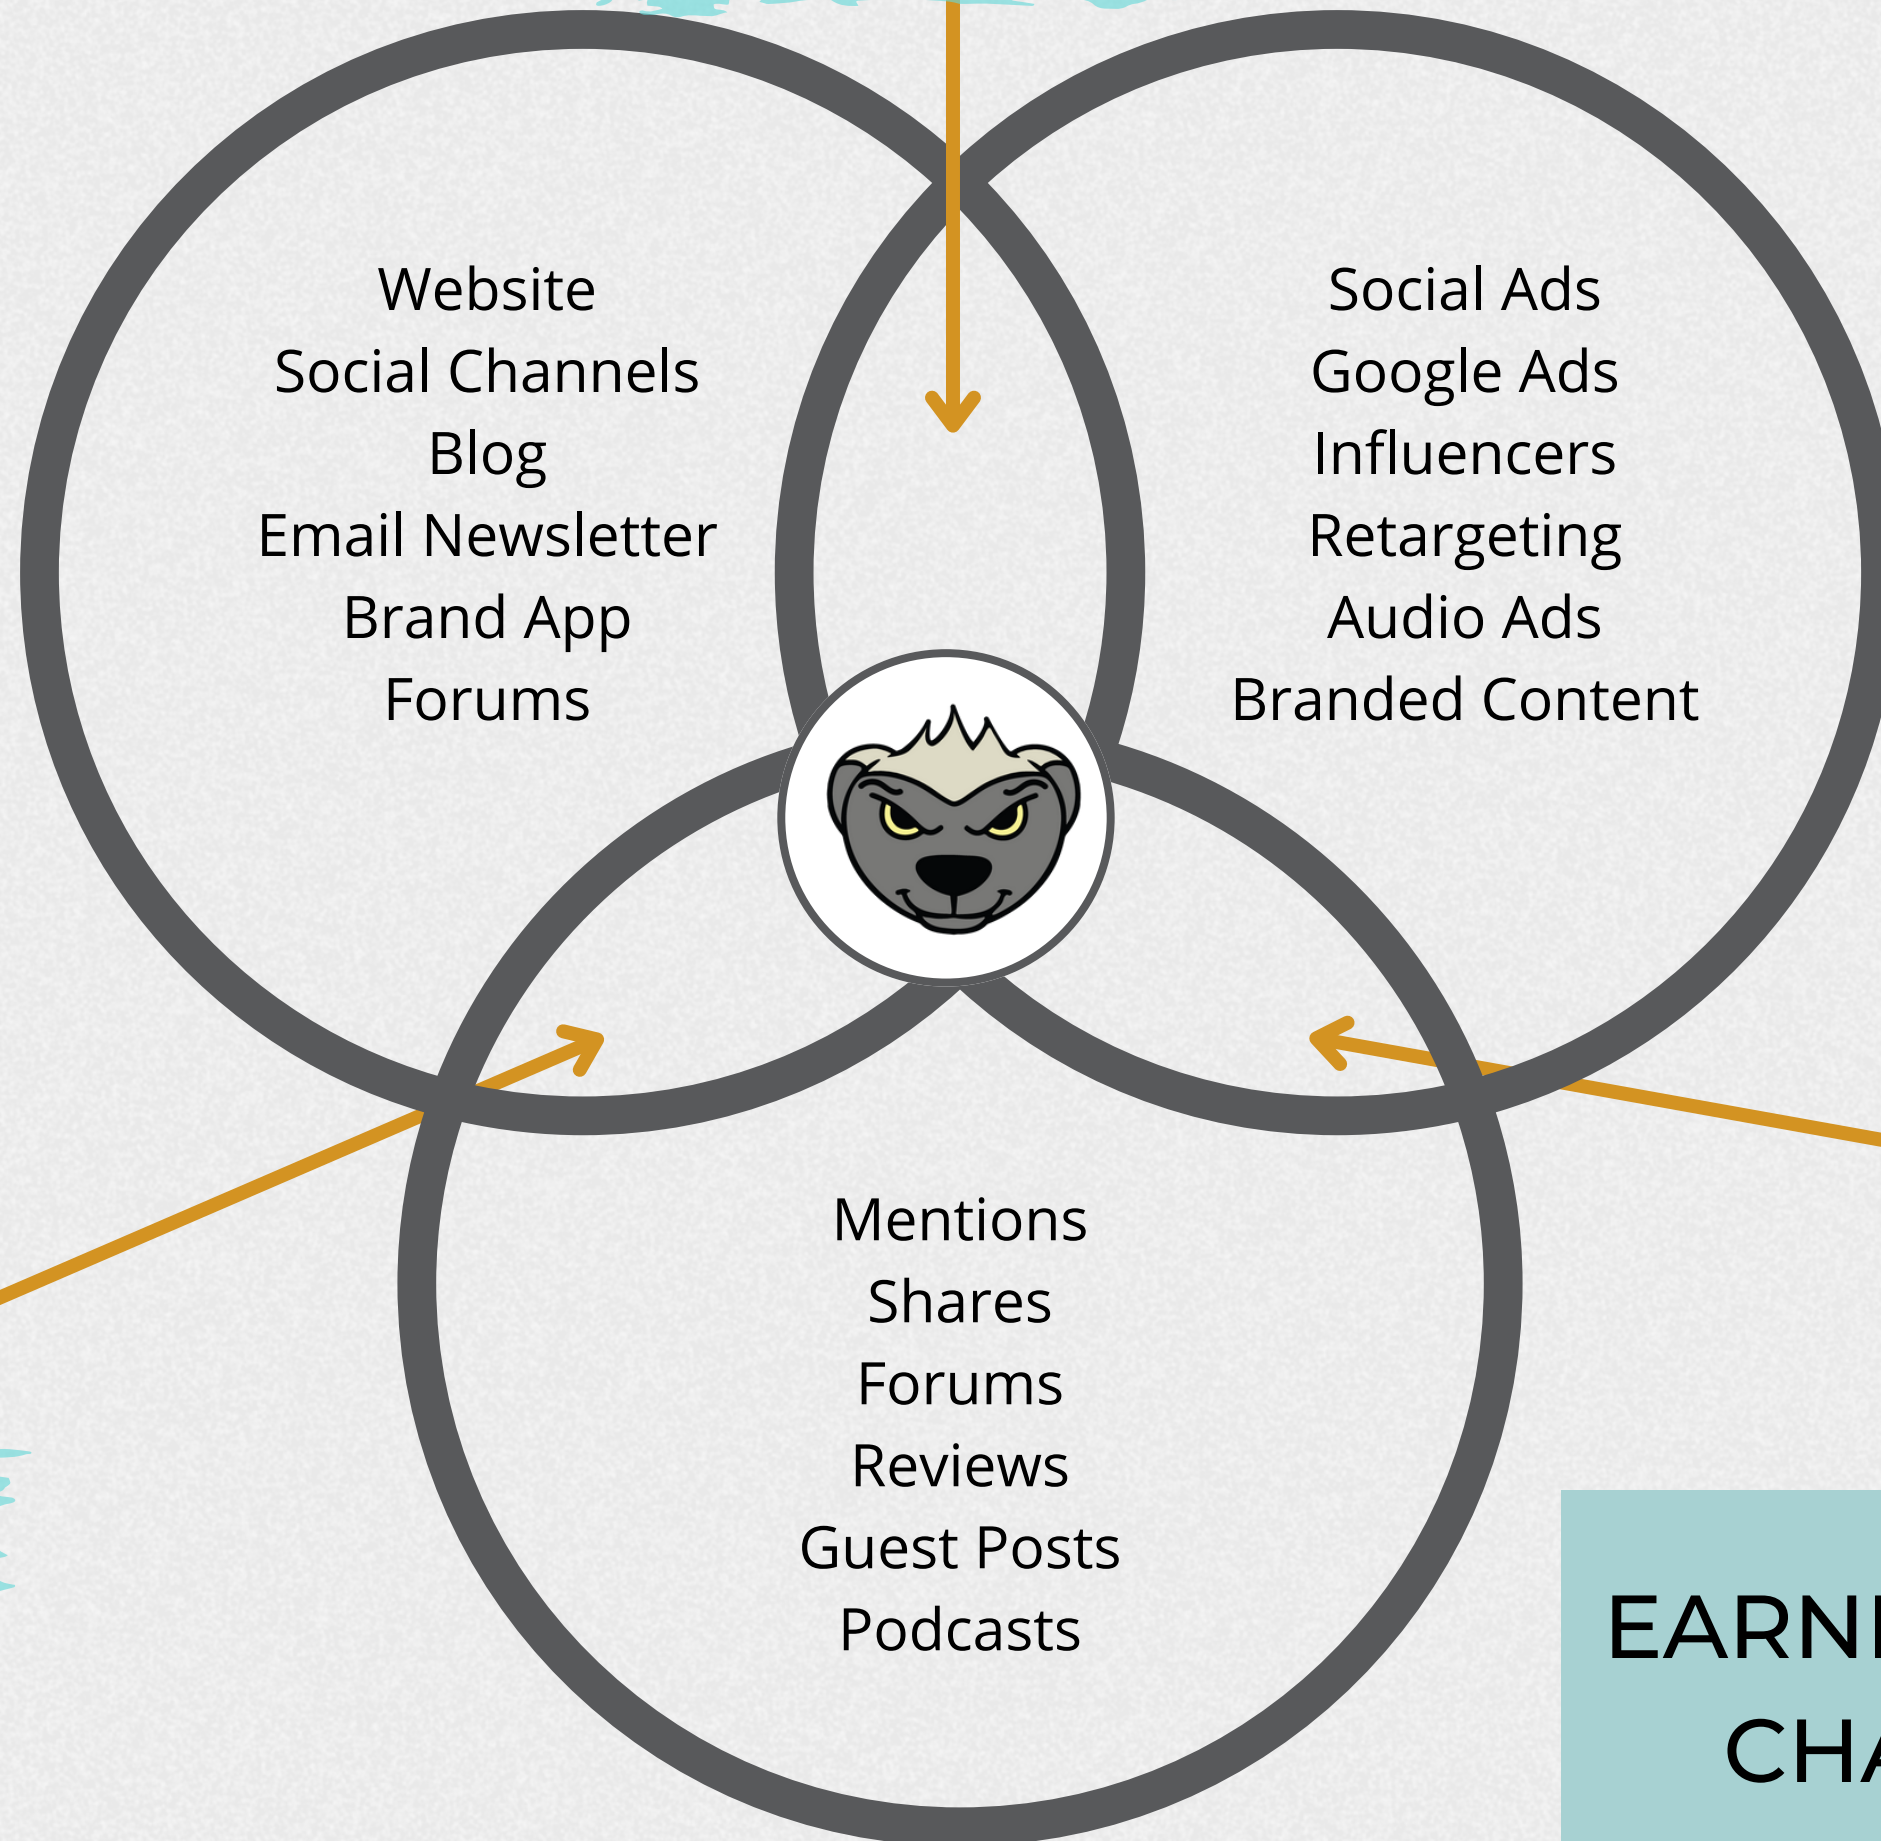 Website
Social Channels
Blog
Email Newsletter
Brand App
Forums
Social Ads
Google Ads
Influencers
Retargeting
Audio Ads
Branded Content
Mentions
Shares
Forums
Reviews
Guest Posts
Podcasts